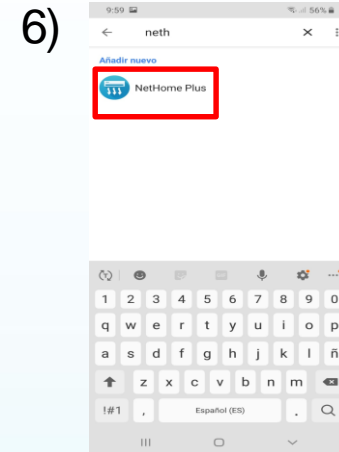 6)
9:59 56%
neth
Añadir nuevo
NetHome Plus
1 2 3 4 5 6 7 8 9 0
q w e r t y u i o p
a s d f g h j k l ñ
z x c v b n m
!#1 , Español (ES) .